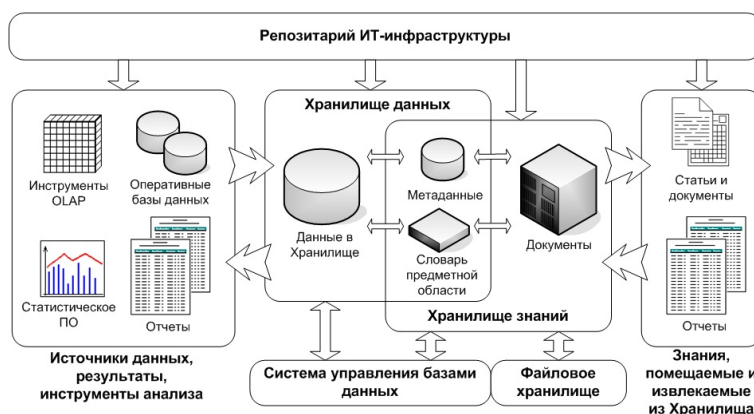 Репозитарий ИТ-инфраструктуры
Хранилище данных
Инструменты
OLAP
Оперативные
базы данных
Данные в
Хранилище
Метаданные
Документы
Статьи и
документы
Словарь
предметной
области
Статистическое
ПО
Отчеты
Отчеты
Хранилище знаний
Источники данных,
результаты,
инструменты анализа
Система управления базами
данных
Файловое
хранилище
Знания,
помещаемые и
извлекаемые
из Хранилища